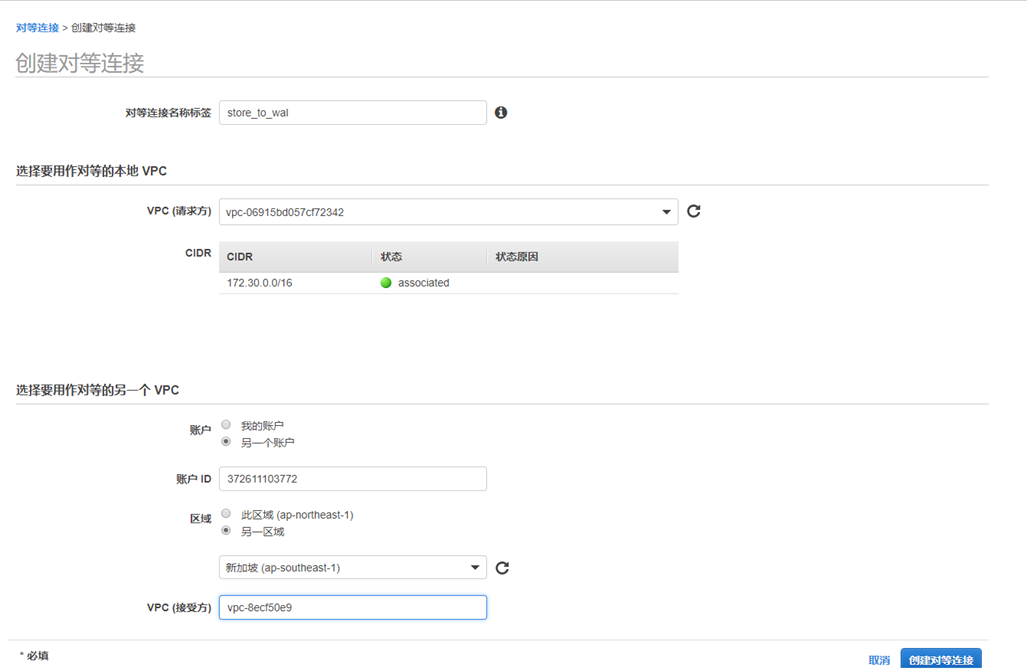 对等连接 > 创建对等连接
创建对等连接
对等连接名称标签 store_to_wal
选择要用作对等的本地 VPC
VPC (请求方) vpc-06915bd057cf72342
CIDR CIDR 状态 状态原因
172.30.0.0/16 associated
选择要用作对等的另一个 VPC
账户 我的账户
另一个账户
账户 ID 372611103772
区域 此区域 (ap-northeast-1)
另一区域
新加坡 (ap-southeast-1)
VPC (接受方) vpc-8ecf50e9
* 必填 取消 创建对等连接